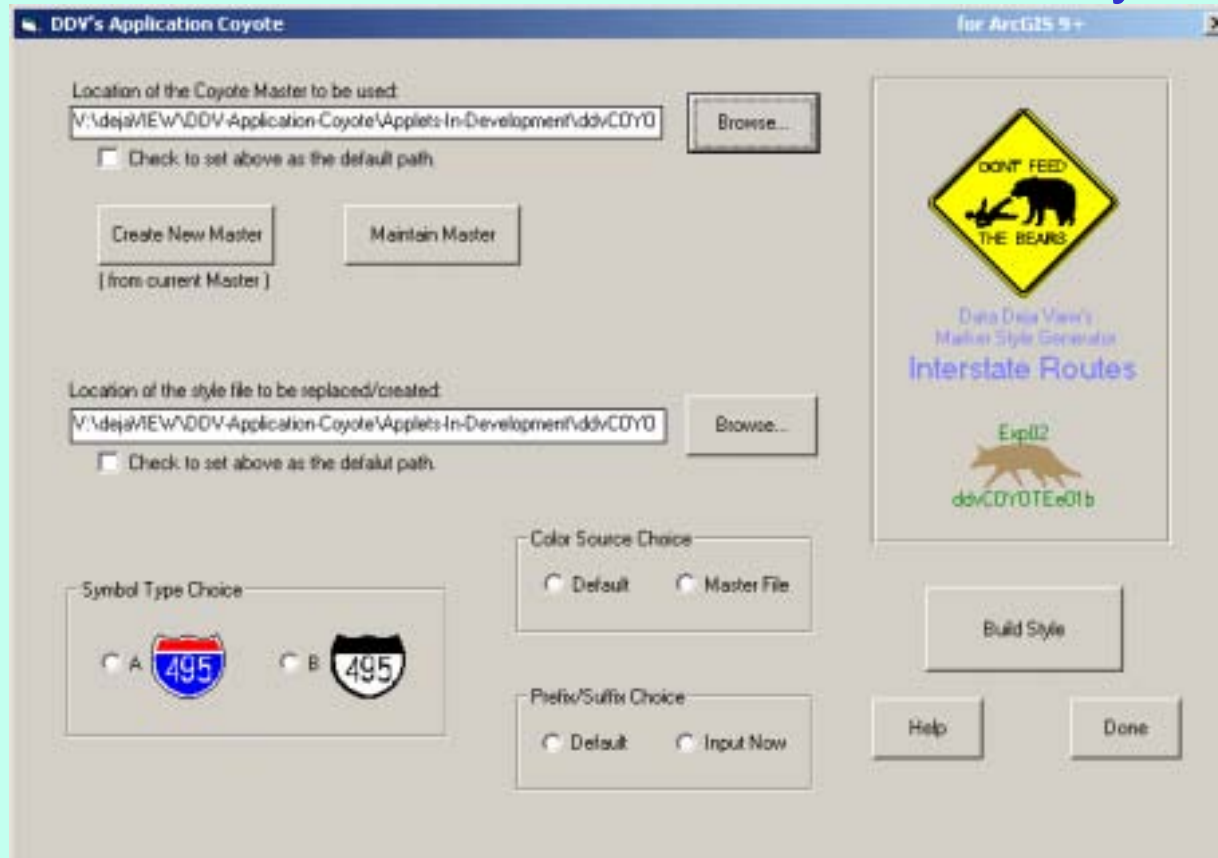 DDV's Application Coyote for ArcGIS 9+
Location of the Coyote Master to be used:
V:\dejaVIEW\DDV-Application-Coyote\Applets-In-Development\ddvCOYO
Browse...
Check to set above as the default path.
Create New Master
Maintain Master
( from current Master )
Location of the style file to be replaced/created:
V:\dejaVIEW\DDV-Application-Coyote\Applets-In-Development\ddvCOYO
Browse...
Check to set above as the defalut path.
Symbol Type Choice
A 495
B 495
Color Source Choice
Default
Master File
Prefix/Suffix Choice
Default
Input Now
DONT FEED
THE BEARS
Data Deja View's
Marker Style Generator
Interstate Routes
Exp02
ddvCOYOTEe01b
Build Style
Help
Done